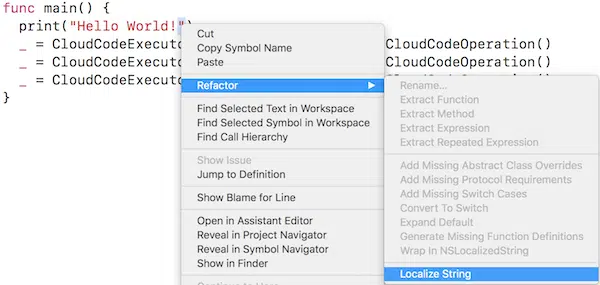 func main() {
print("Hello World!")
_ = CloudCodeExecuto CloudCodeOperation()
_ = CloudCodeExecuto CloudCodeOperation()
_ = CloudCodeExecuto CloudCodeOperation()
}
Cut
Copy Symbol Name
Paste
Refactor
Find Selected Text in Workspace
Find Selected Symbol in Workspace
Find Call Hierarchy
Show Issue
Jump to Definition
Show Blame for Line
Open in Assistant Editor
Reveal in Project Navigator
Reveal in Symbol Navigator
Show in Finder
Continue to Here
Rename...
Extract Function
Extract Method
Extract Expression
Extract Repeated Expression
Add Missing Abstract Class Overrides
Add Missing Protocol Requirements
Add Missing Switch Cases
Convert To Switch
Expand Default
Generate Missing Function Definitions
Wrap In NSLocalizedString
Localize String